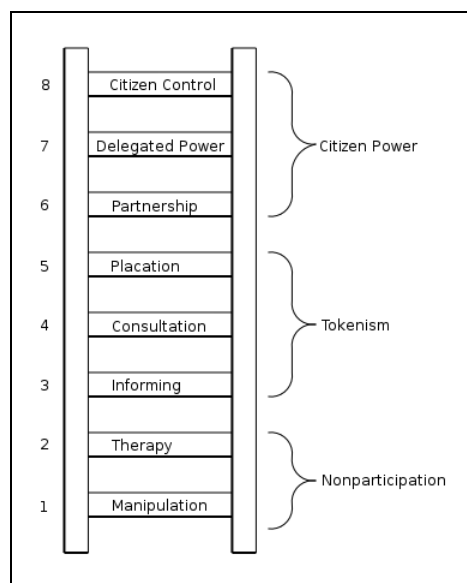 8 Citizen Control
7 Delegated Power
Citizen Power
6 Partnership
5 Placation
4 Consultation
Tokenism
3 Informing
2 Therapy
Nonparticipation
1 Manipulation